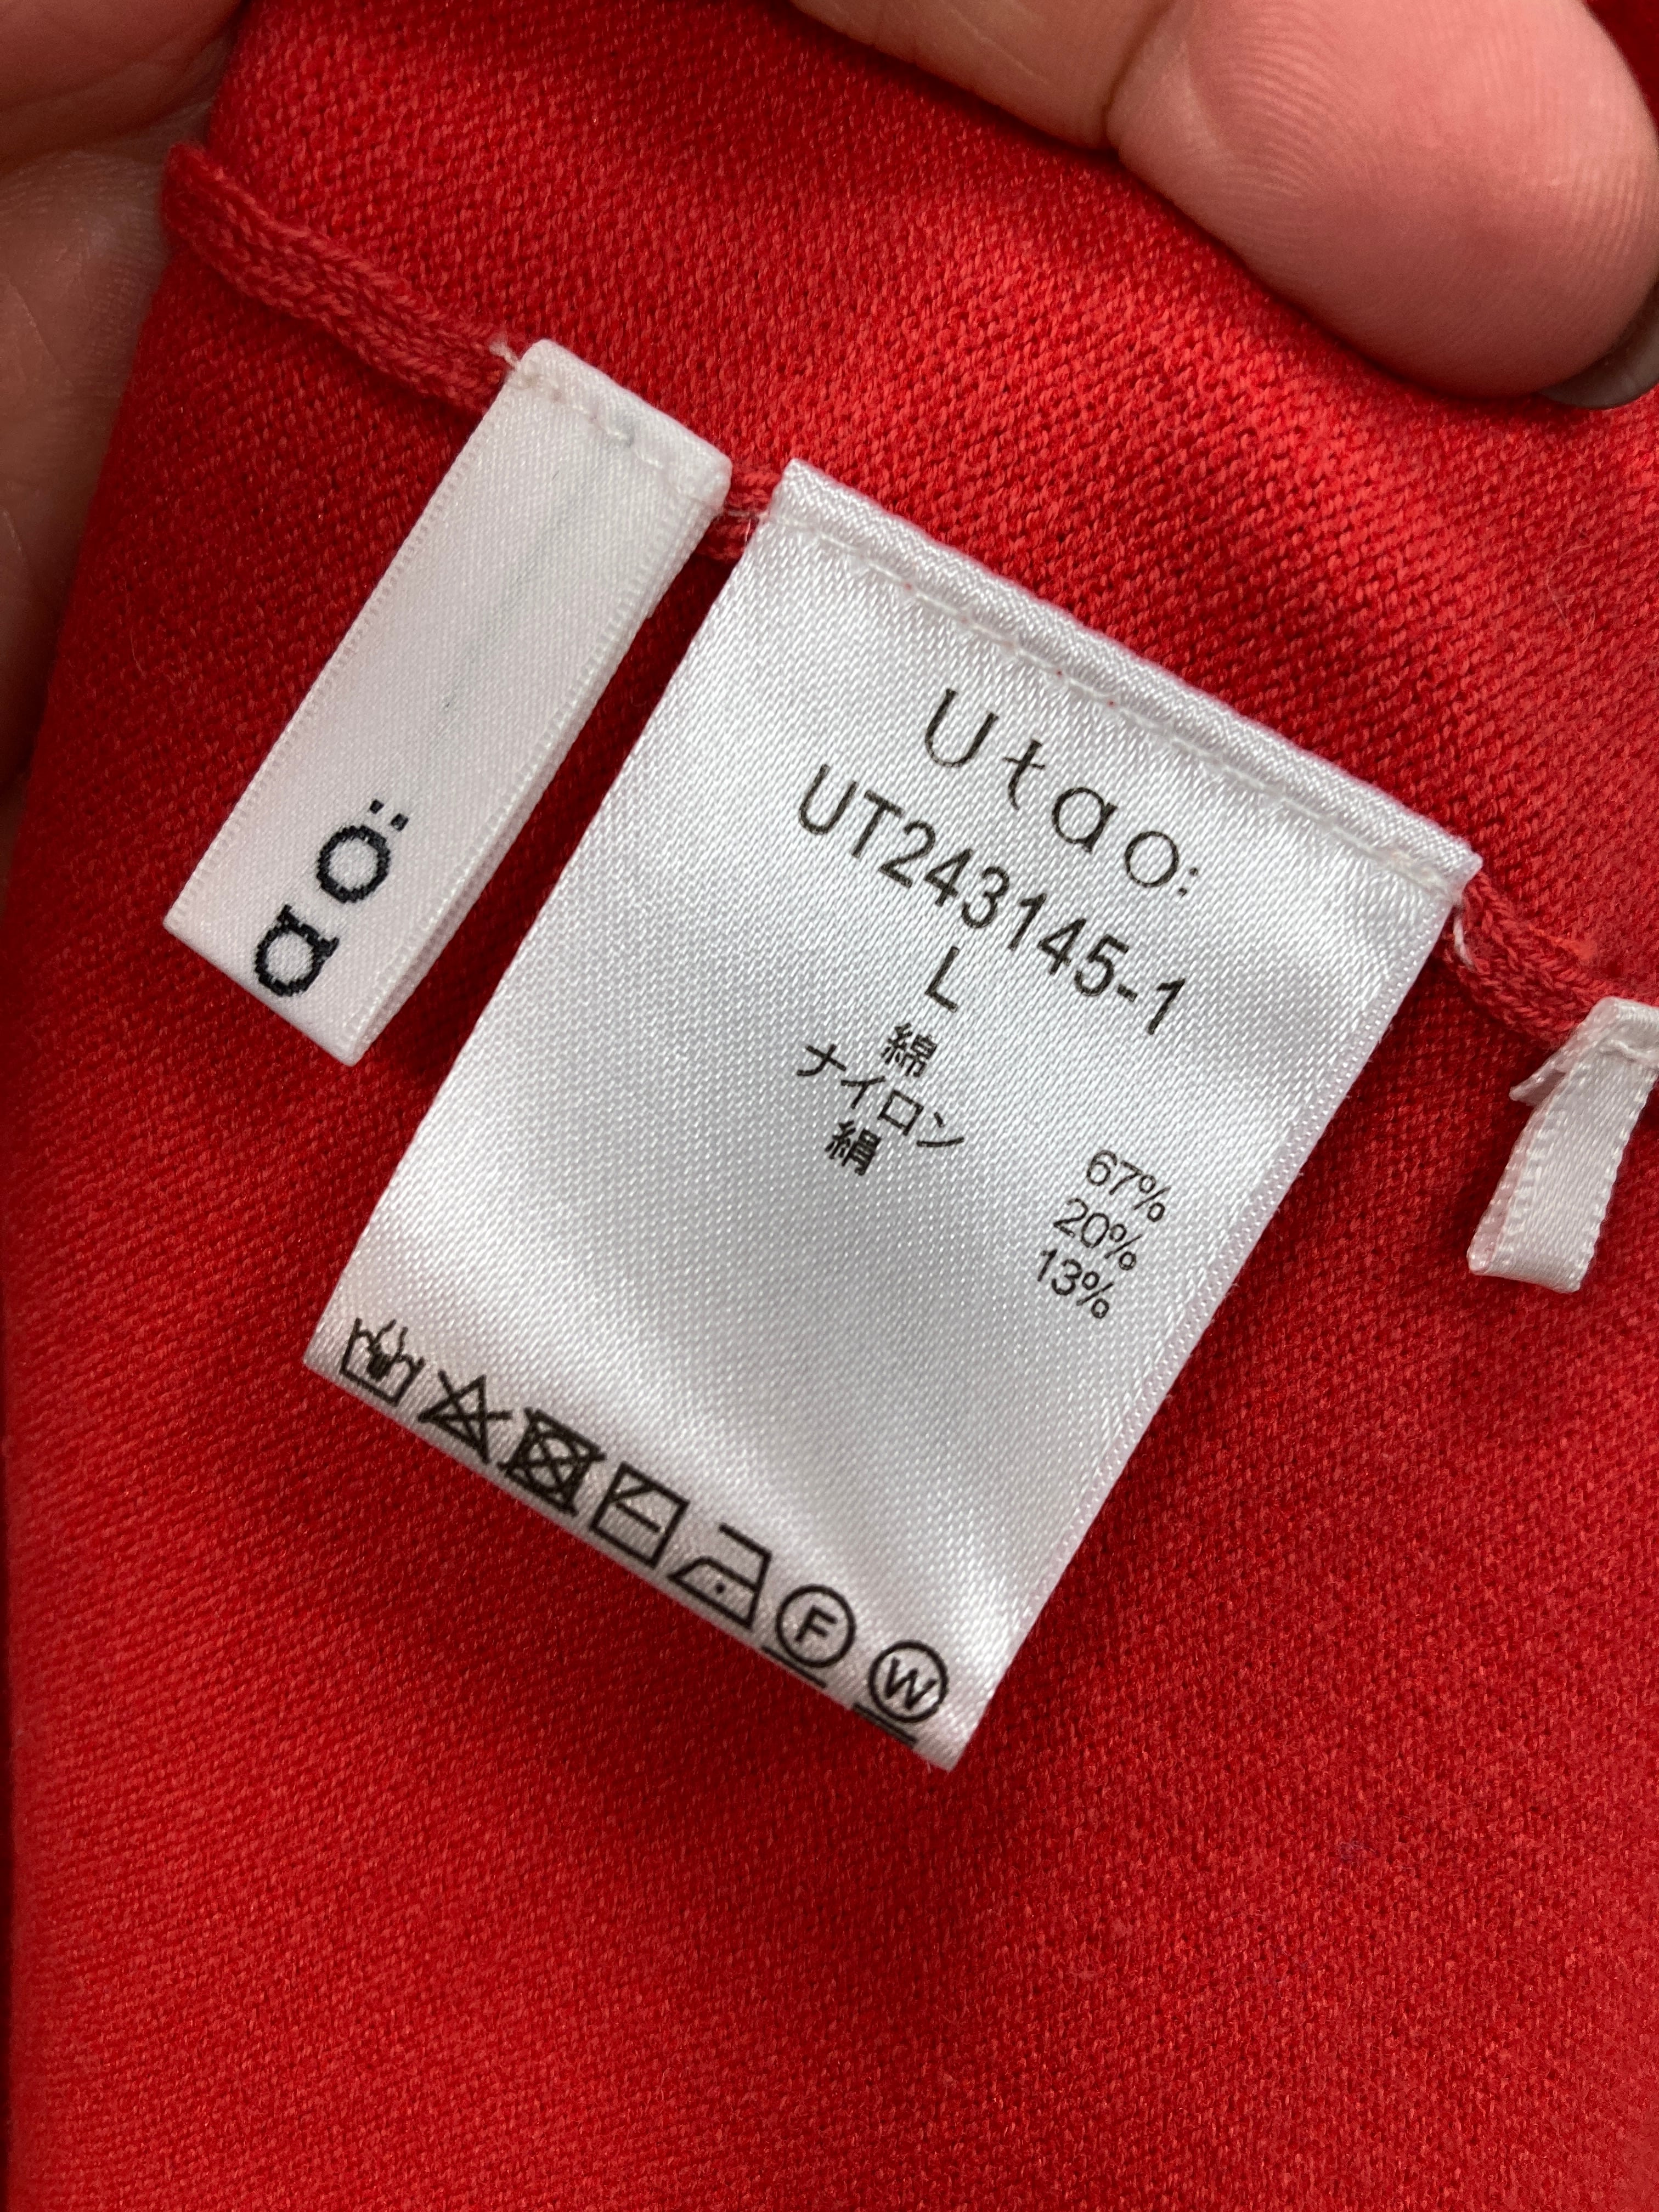 ao:
Utao:
UT243145-1
L
綿 67%
ナイロン 20%
絹 13%
F
W